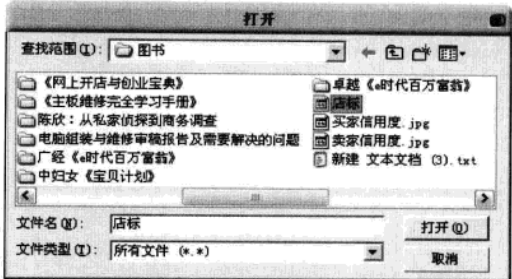 打开
查找范围(I): 图书
《网上开店与创业宝典》
《主板维修完全学习手册》
陈欣：从私家侦探到商务调查
电脑组装与维修审稿报告及需要解决的问题
广经《e时代百万富翁》
中妇女《宝贝计划》
卓越《e时代百万富翁》
店标
买家信用度.jpg
卖家信用度.jpg
新建 文本文档 (3).txt
文件名(N): 店标
打开(O)
文件类型(T): 所有文件 (*.*)
取消